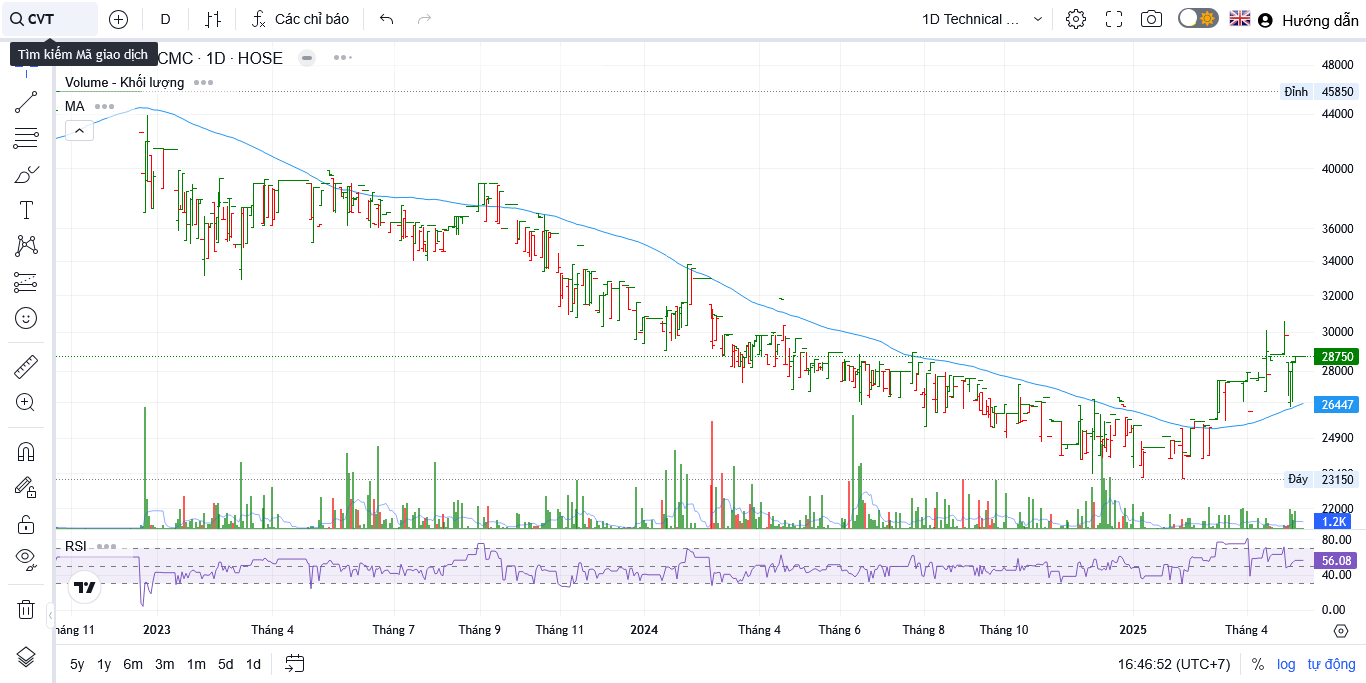 CVT
D
Các chỉ báo
1D Technical ...
Hướng dẫn
Tìm kiếm Mã giao dịch
CMC · 1D · HOSE
Volume - Khối lượng
MA
48000
Đỉnh 45850
44000
40000
36000
34000
32000
30000
28750
28000
26447
24900
Đáy 23150
22000
1.2K
RSI
80.00
56.08
40.00
0.00
háng 11 2023 Tháng 4 Tháng 7 Tháng 9 Tháng 11 2024 Tháng 4 Tháng 6 Tháng 8 Tháng 10 2025 Tháng 4
5y 1y 6m 3m 1m 5d 1d
16:46:52 (UTC+7) % log tự động